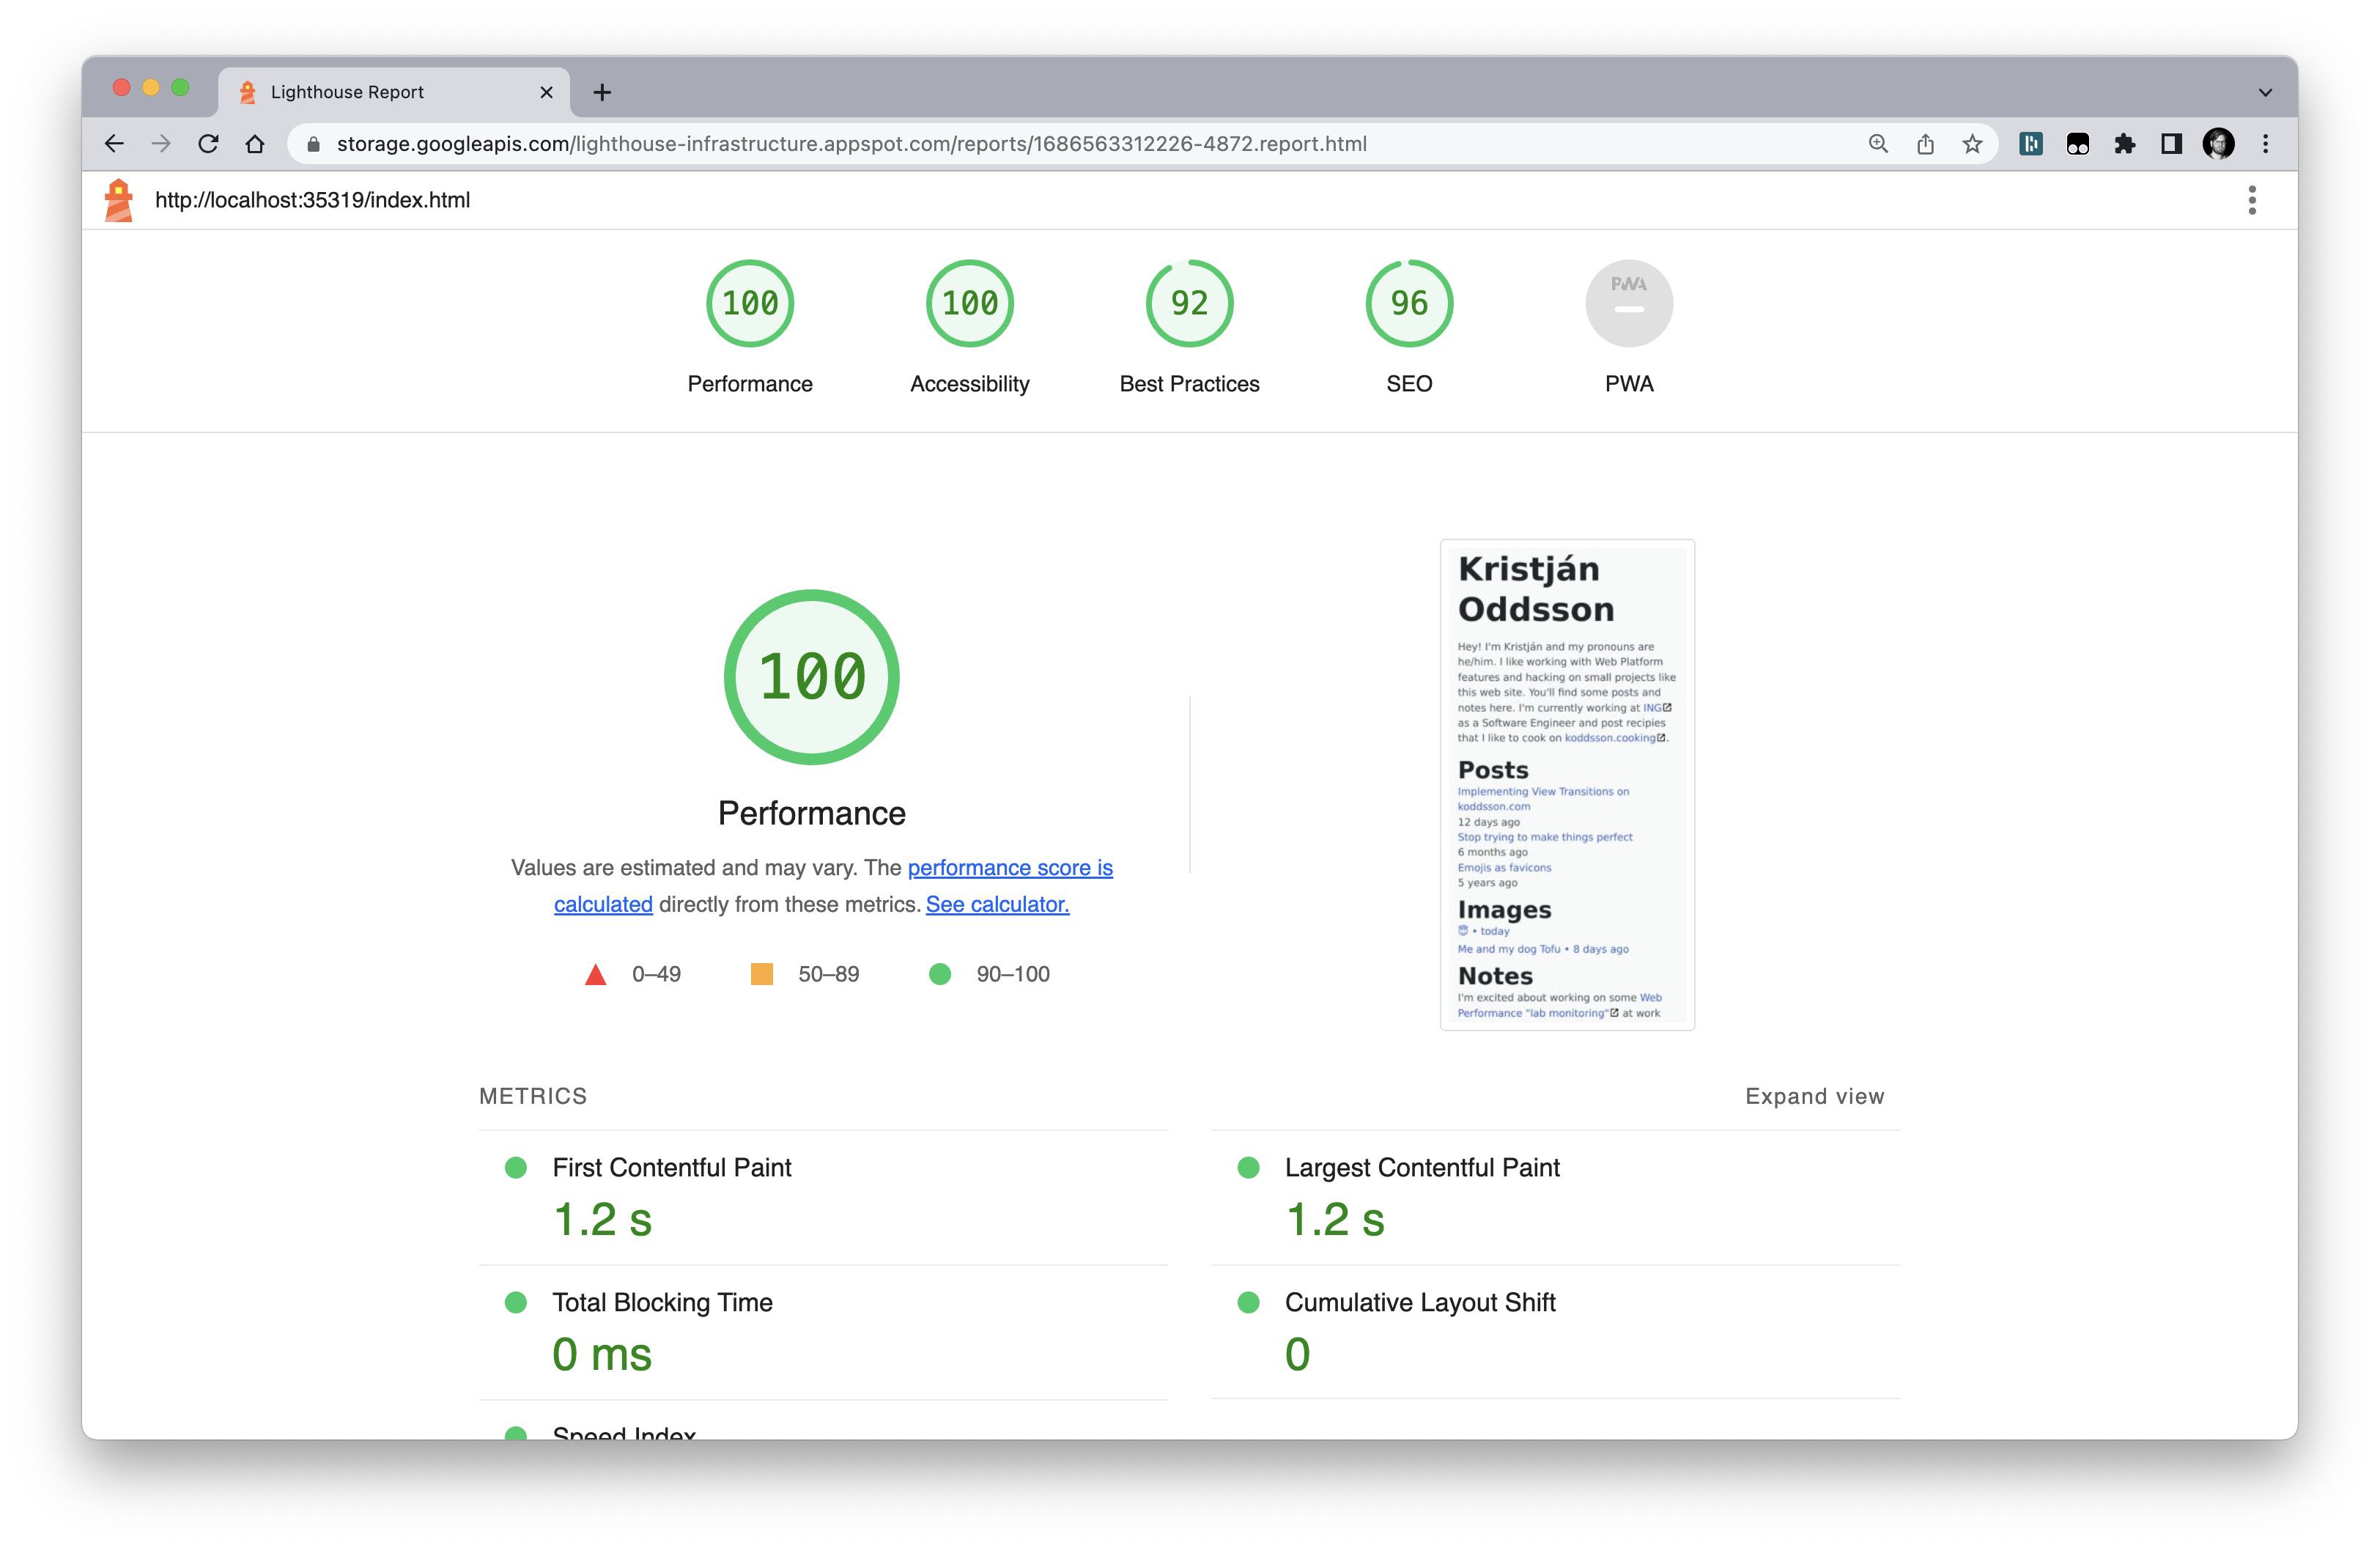 Lighthouse Report
storage.googleapis.com/lighthouse-infrastructure.appspot.com/reports/1686563312226-4872.report.html
http://localhost:35319/index.html
100
100
92
96
PWA
Performance
Accessibility
Best Practices
SEO
PWA
100
Performance
Values are estimated and may vary. The performance score is
calculated directly from these metrics. See calculator.
0–49
50–89
90–100
Kristján
Oddsson
Hey! I'm Kristján and my pronouns are
he/him. I like working with Web Platform
features and hacking on small projects like
this web site. You'll find some posts and
notes here. I'm currently working at ING
as a Software Engineer and post recipies
that I like to cook on koddsson.cooking.
Posts
Implementing View Transitions on
koddsson.com
12 days ago
Stop trying to make things perfect
6 months ago
Emojis as favicons
5 years ago
Images
• today
Me and my dog Tofu • 8 days ago
Notes
I'm excited about working on some Web
Performance "lab monitoring" at work
METRICS
Expand view
First Contentful Paint
1.2 s
Largest Contentful Paint
1.2 s
Total Blocking Time
0 ms
Cumulative Layout Shift
0
Speed Index